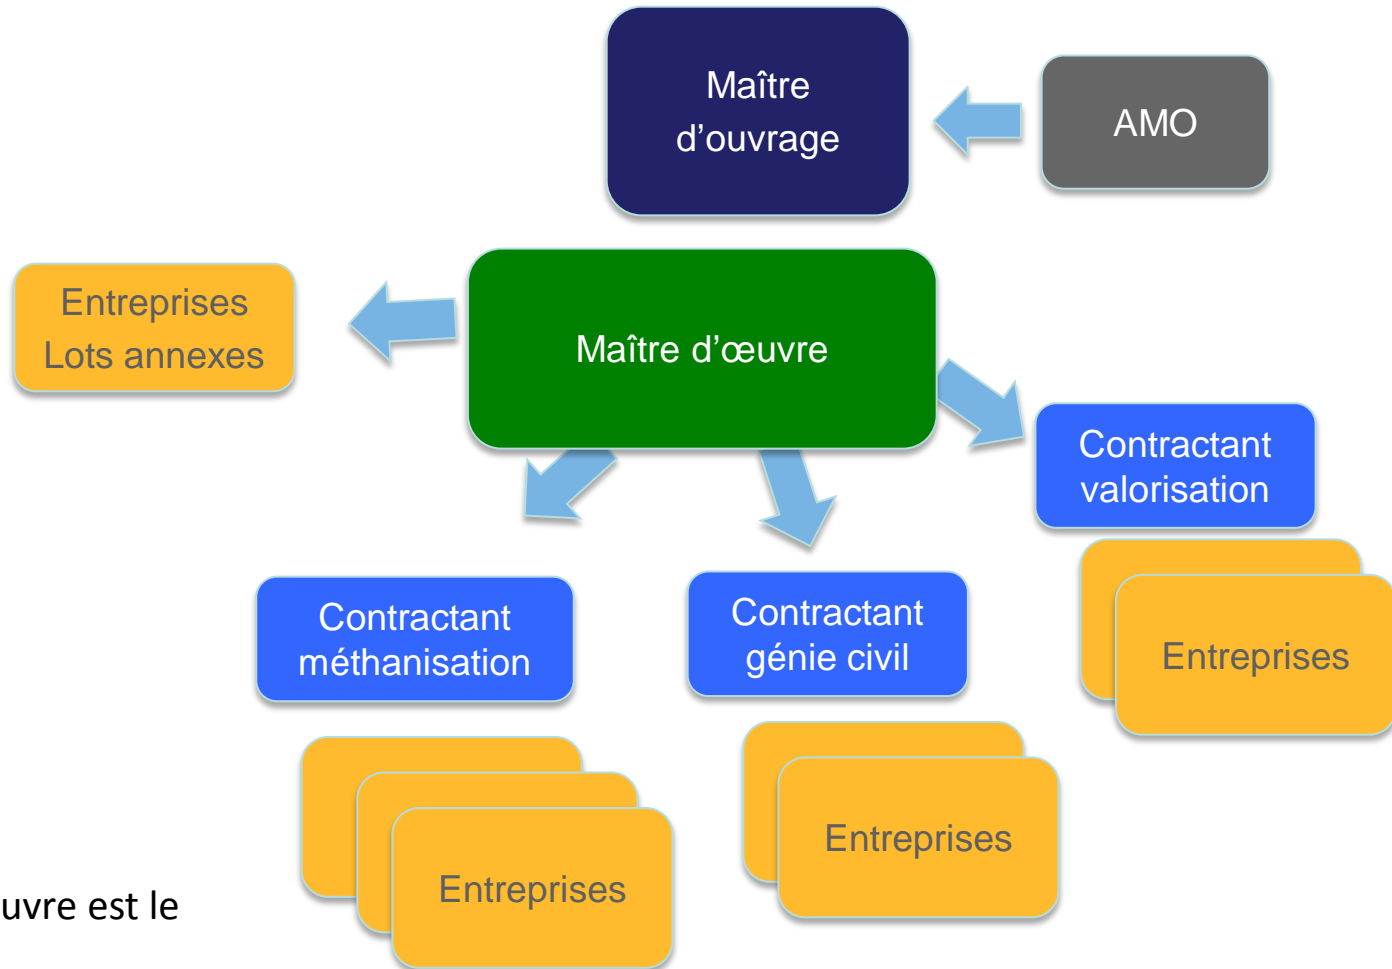 Maître
d’ouvrage
AMO
Entreprises
Lots annexes
Maître d’œuvre
Contractant
valorisation
Entreprises
Contractant
méthanisation
Contractant
génie civil
Entreprises
Entreprises
uvre est le